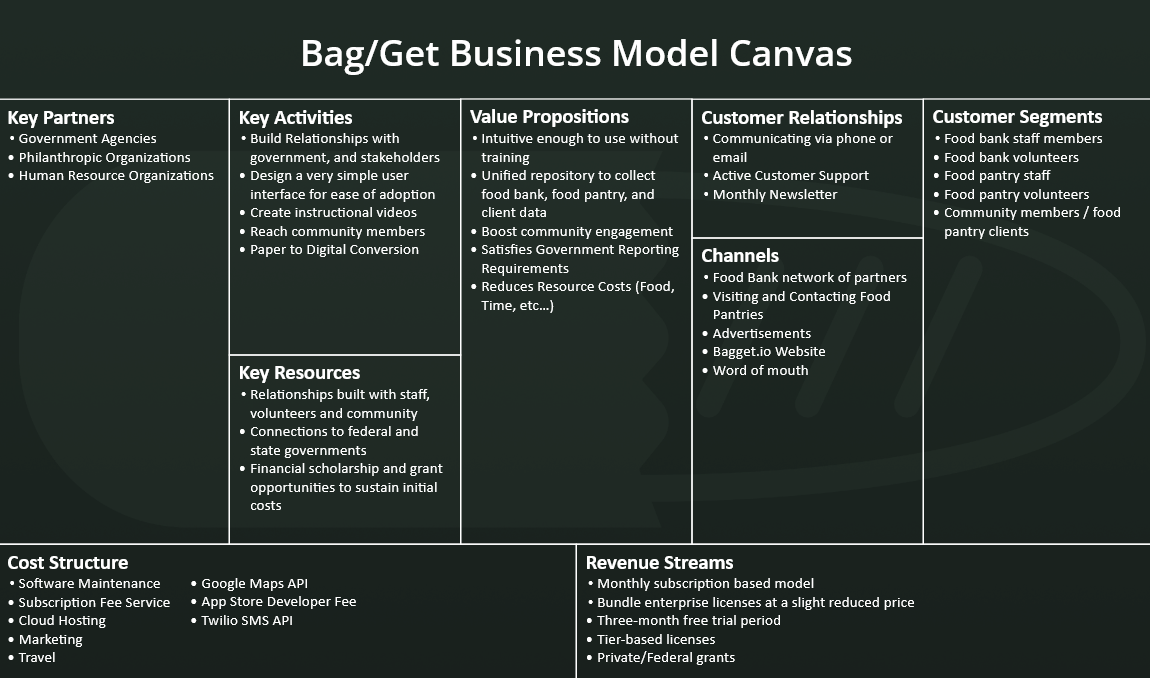 Bag/Get Business Model Canvas
Key Partners
• Government Agencies
• Philanthropic Organizations
• Human Resource Organizations
Key Activities
• Build Relationships with
government, and stakeholders
• Design a very simple user
interface for ease of adoption
• Create instructional videos
• Reach community members
• Paper to Digital Conversion
Key Resources
• Relationships built with staff,
volunteers and community
• Connections to federal and
state governments
• Financial scholarship and grant
opportunities to sustain initial
costs
Value Propositions
• Intuitive enough to use without
training
• Unified repository to collect
food bank, food pantry, and
client data
• Boost community engagement
• Satisfies Government Reporting
Requirements
• Reduces Resource Costs (Food,
Time, etc…)
Customer Relationships
• Communicating via phone or
email
• Active Customer Support
• Monthly Newsletter
Channels
• Food Bank network of partners
• Visiting and Contacting Food
Pantries
• Advertisements
• Bagget.io Website
• Word of mouth
Customer Segments
• Food bank staff members
• Food bank volunteers
• Food pantry staff
• Food pantry volunteers
• Community members / food
pantry clients
Cost Structure
• Software Maintenance
• Subscription Fee Service
• Cloud Hosting
• Marketing
• Travel
• Google Maps API
• App Store Developer Fee
• Twilio SMS API
Revenue Streams
• Monthly subscription based model
• Bundle enterprise licenses at a slight reduced price
• Three-month free trial period
• Tier-based licenses
• Private/Federal grants